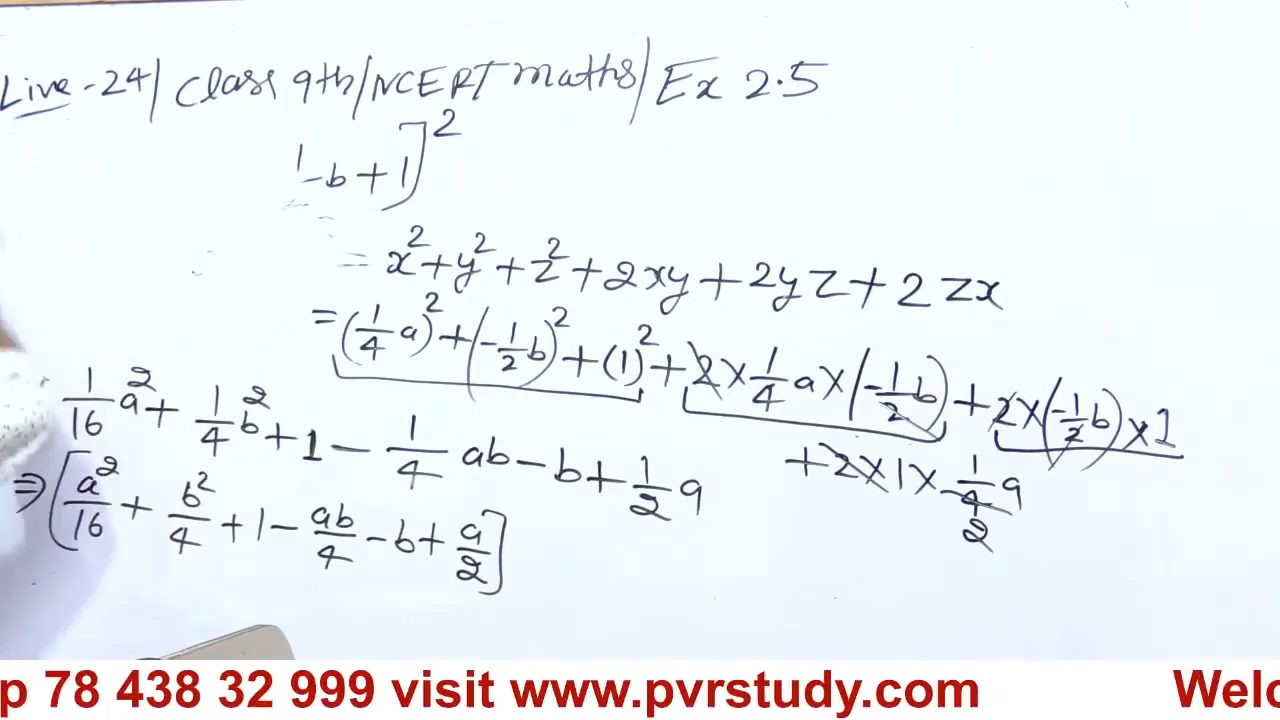 Live-24/ Class 9th/NCERT maths/ Ex 2.5
-b+1]²
= x²+y²+z²+2xy+2yz+2zx
= (1/4 a)²+(-1/2 b)²+(1)²+2×1/4 a×(-1/2 b)+2×(-1/2 b)×1
+2×1×1/4 a
2
1/16 a²+1/4 b²+1-1/4 ab-b+1/2 a
⇒[a²/16+b²/4+1-ab/4-b+a/2]
p 78 438 32 999 visit www.pvrstudy.com Welc